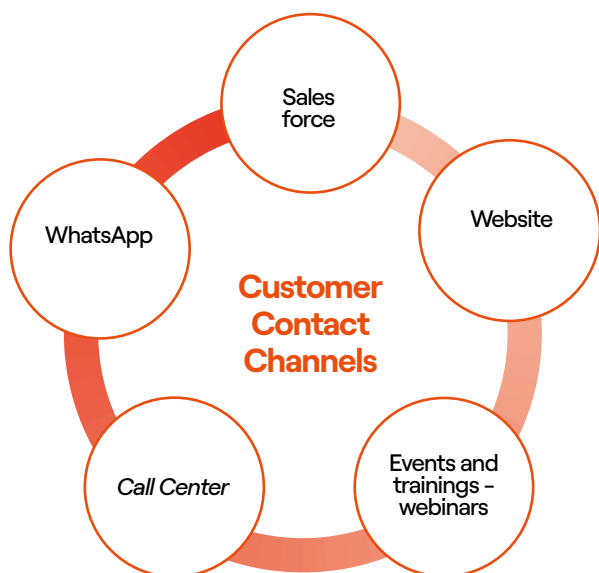 Sales
force
Website
Events and
trainings -
webinars
Call Center
WhatsApp
Customer
Contact
Channels